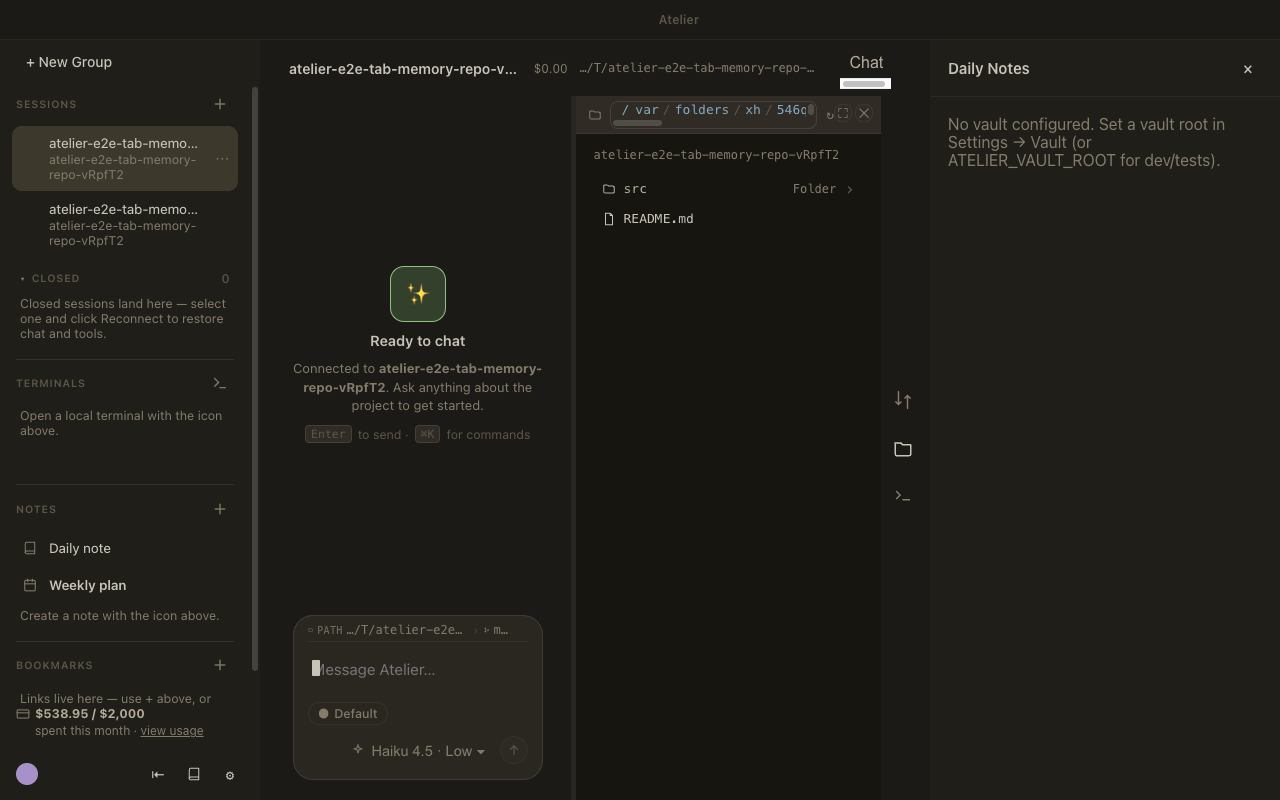 Atelier
+ New Group
SESSIONS
atelier-e2e-tab-memo...
atelier-e2e-tab-memory-
repo-vRpfT2
atelier-e2e-tab-memo...
atelier-e2e-tab-memory-
repo-vRpfT2
CLOSED
0
Closed sessions land here — select
one and click Reconnect to restore
chat and tools.
TERMINALS
Open a local terminal with the icon
above.
NOTES
Daily note
Weekly plan
Create a note with the icon above.
BOOKMARKS
Links live here — use + above, or
$538.95 / $2,000
spent this month · view usage
atelier-e2e-tab-memory-repo-v...
$0.00
…/T/atelier-e2e-tab-memory-repo-…
Chat
Ready to chat
Connected to atelier-e2e-tab-memory-
repo-vRpfT2. Ask anything about the
project to get started.
Enter to send · ⌘K for commands
PATH …/T/atelier-e2e… › m…
Message Atelier...
Default
Haiku 4.5 · Low
/ var / folders / xh / 546q
atelier-e2e-tab-memory-repo-vRpfT2
src
Folder
README.md
Daily Notes
No vault configured. Set a vault root in
Settings → Vault (or
ATELIER_VAULT_ROOT for dev/tests).